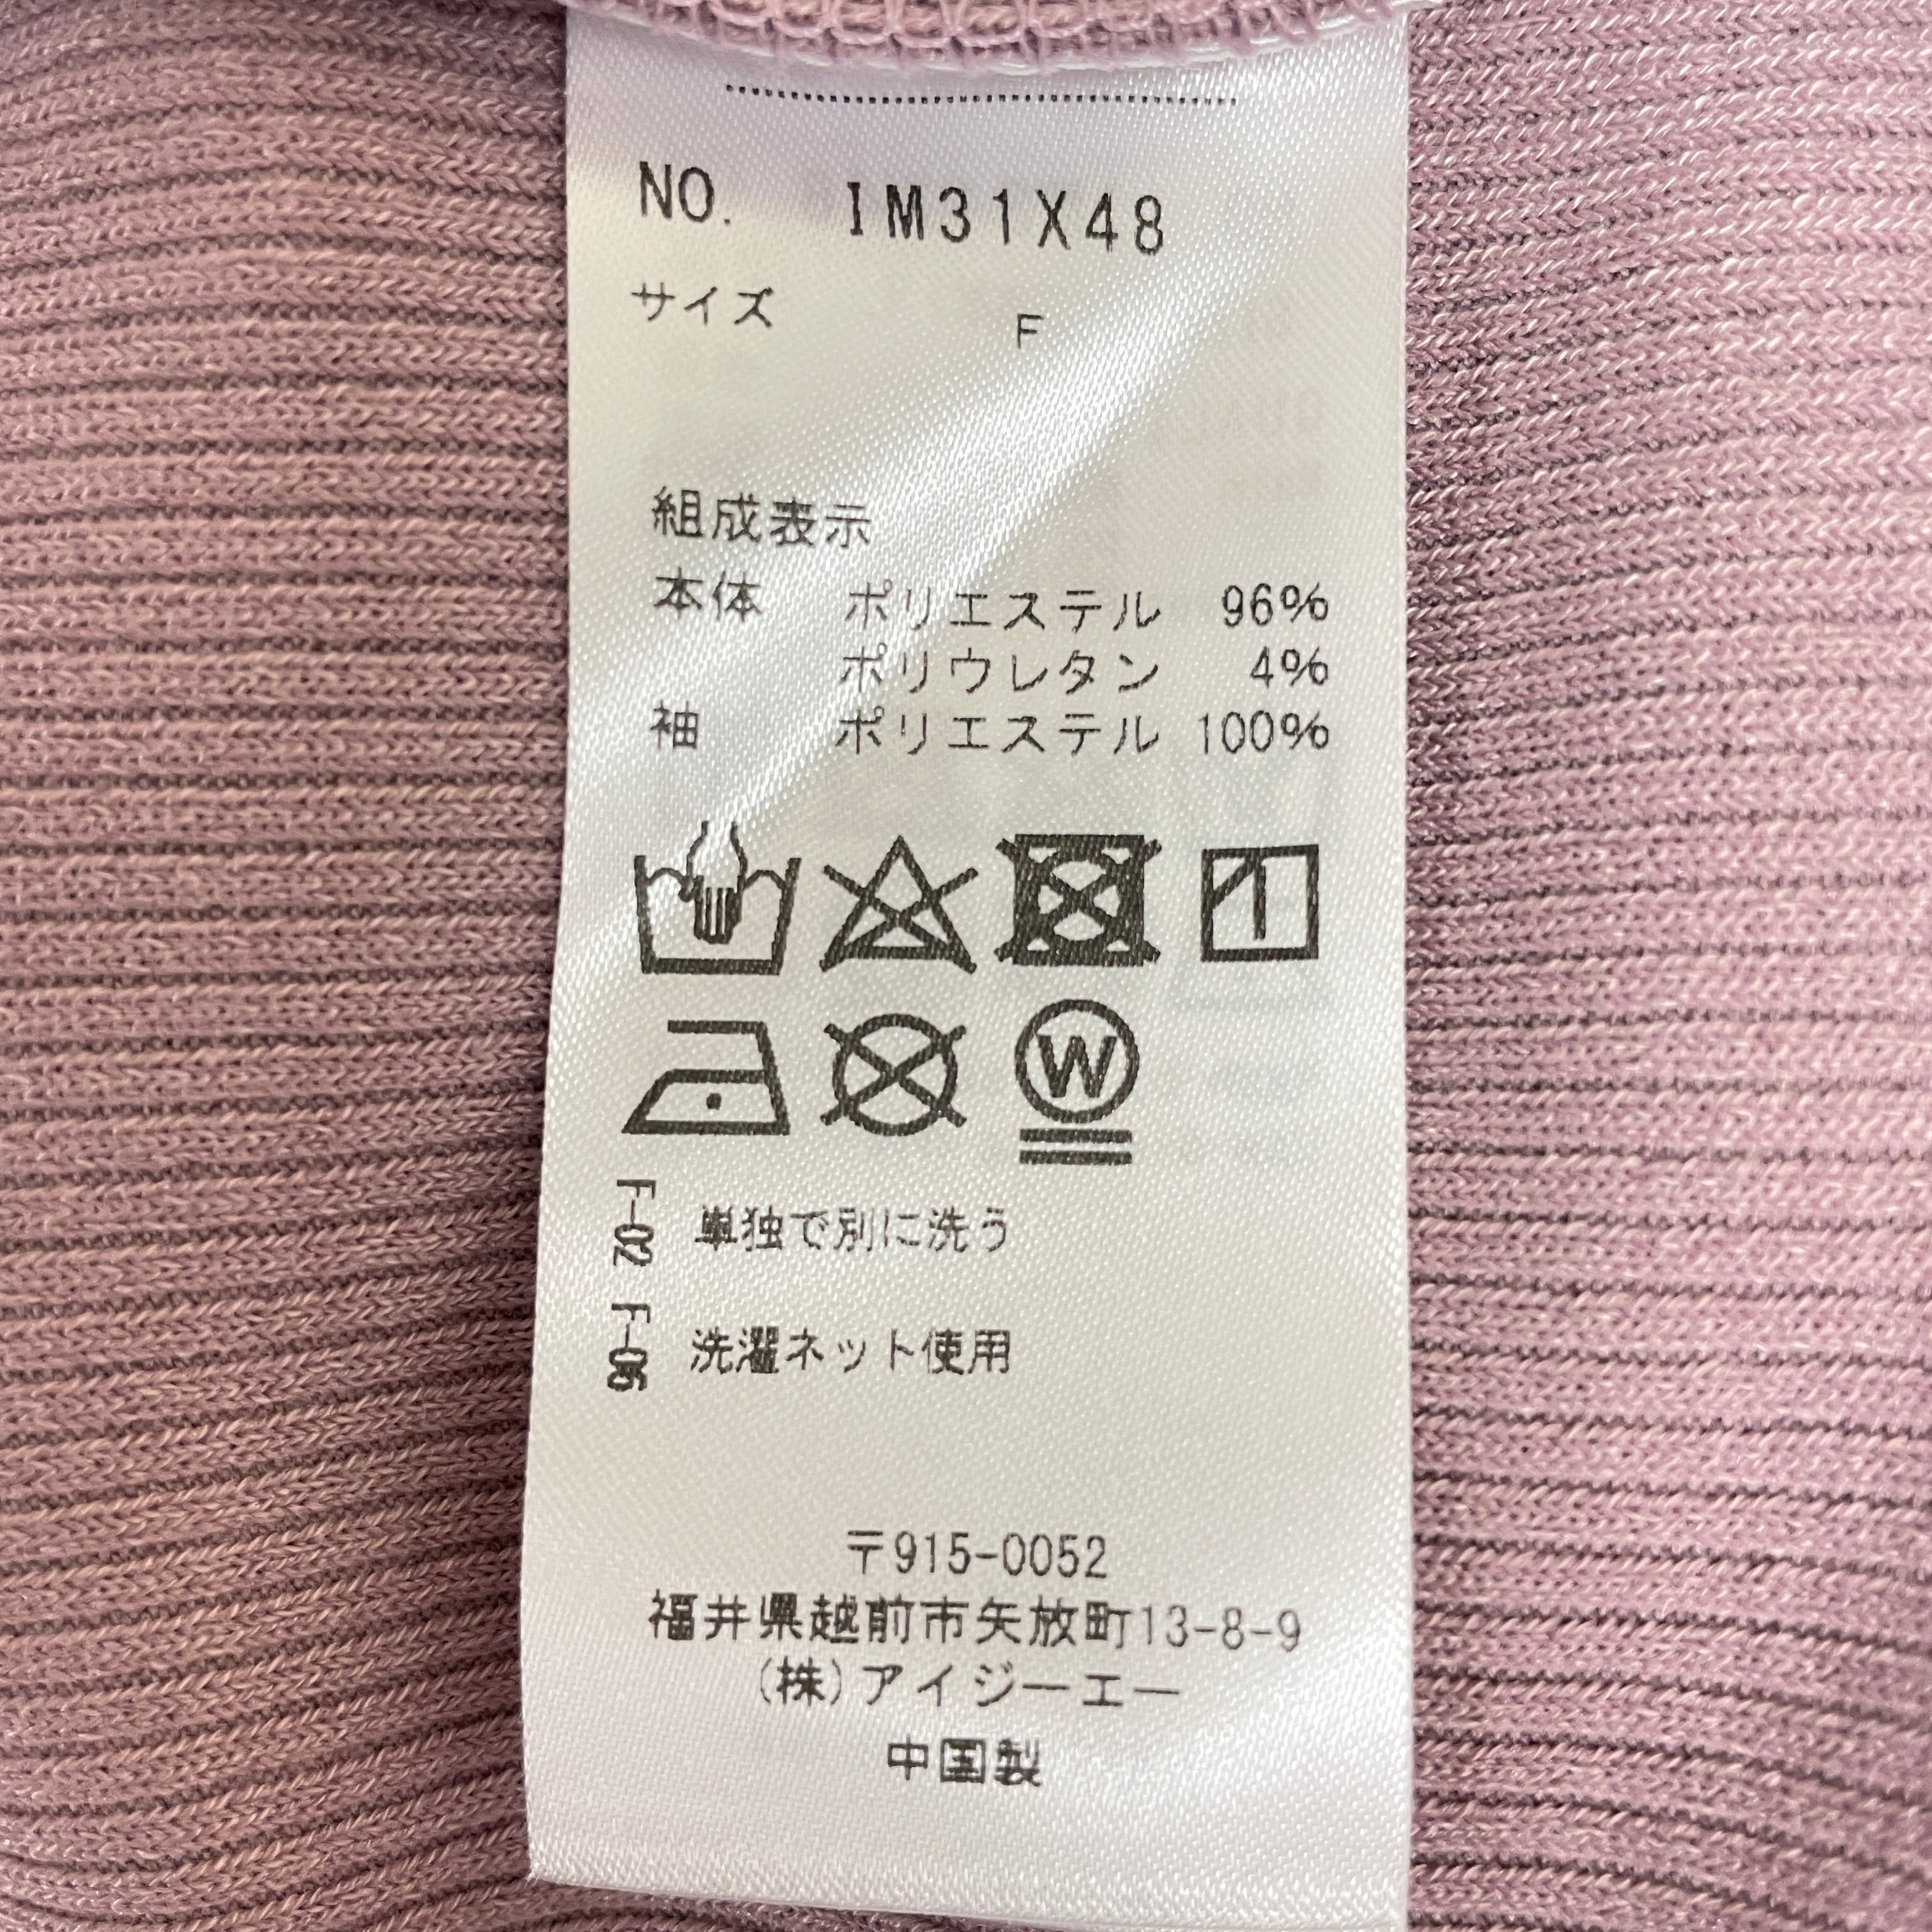 NO. IM31X48
サイズ F
組成表示
本体 ポリエステル 96%
ポリウレタン 4%
袖 ポリエステル 100%
W
F-02 単独で別に洗う
F-06 洗濯ネット使用
〒915-0052
福井県越前市矢放町13-8-9
(株)アイジーエー
中国製